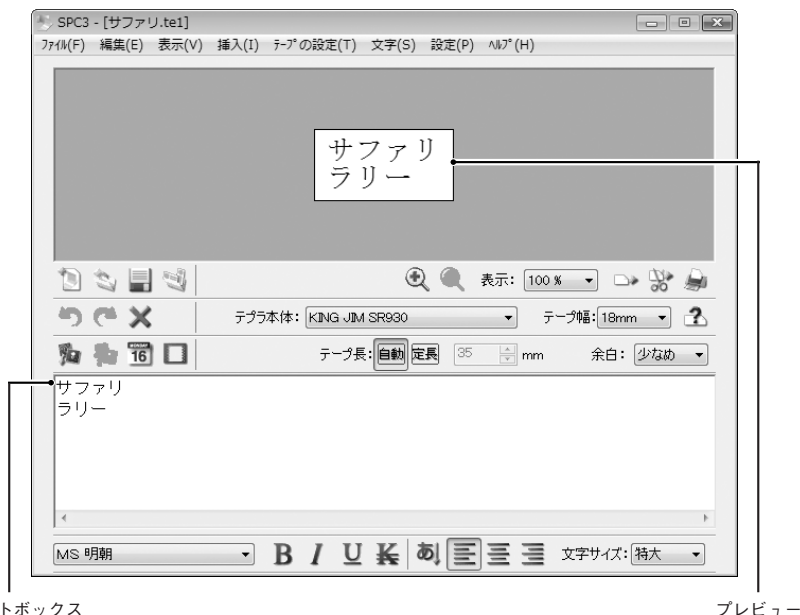 SPC3 - [サファリ.te1]
ファイル(F) 編集(E) 表示(V) 挿入(I) テープの設定(T) 文字(S) 設定(P) ヘルプ(H)
サファリ
ラリー
表示: 100 %
テプラ本体: KING JIM SR930 テープ幅: 18mm ?
16 テープ長: 自動 定長 35 mm 余白: 少なめ
サファリ
ラリー
MS 明朝 B I U K あ 文字サイズ: 特大
トボックス プレビュー